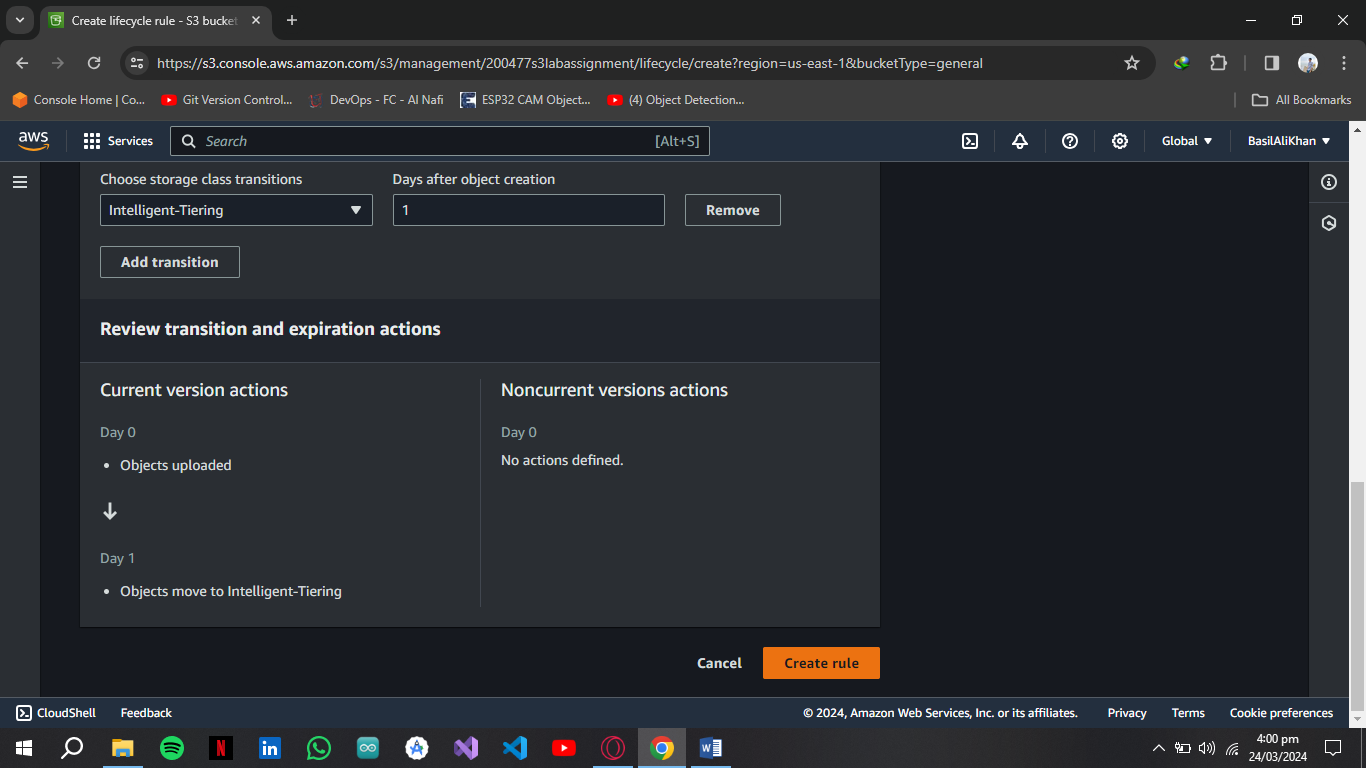 Create lifecycle rule - S3 bucket
https://s3.console.aws.amazon.com/s3/management/200477s3labassignment/lifecycle/create?region=us-east-1&bucketType=general
Console Home | Co...
Git Version Control...
DevOps - FC - Al Nafi
ESP32 CAM Object...
(4) Object Detection...
All Bookmarks
aws
Services
Search
[Alt+S]
Global
BasilAliKhan
Choose storage class transitions
Days after object creation
Intelligent-Tiering
1
Remove
Add transition
Review transition and expiration actions
Current version actions
Noncurrent versions actions
Day 0
Day 0
• Objects uploaded
No actions defined.
Day 1
• Objects move to Intelligent-Tiering
Cancel
Create rule
CloudShell
Feedback
© 2024, Amazon Web Services, Inc. or its affiliates.
Privacy
Terms
Cookie preferences
4:00 pm
24/03/2024